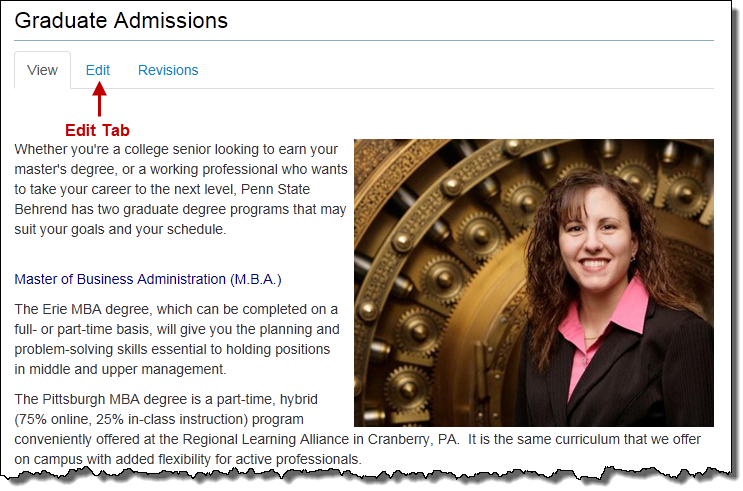 Graduate Admissions
View Edit Revisions
Edit Tab
Whether you're a college senior looking to earn your
master's degree, or a working professional who wants
to take your career to the next level, Penn State
Behrend has two graduate degree programs that may
suit your goals and your schedule.
Master of Business Administration (M.B.A.)
The Erie MBA degree, which can be completed on a
full- or part-time basis, will give you the planning and
problem-solving skills essential to holding positions
in middle and upper management.
The Pittsburgh MBA degree is a part-time, hybrid
(75% online, 25% in-class instruction) program
conveniently offered at the Regional Learning Alliance in Cranberry, PA.  It is the same curriculum that we offer
on campus with added flexibility for active professionals.